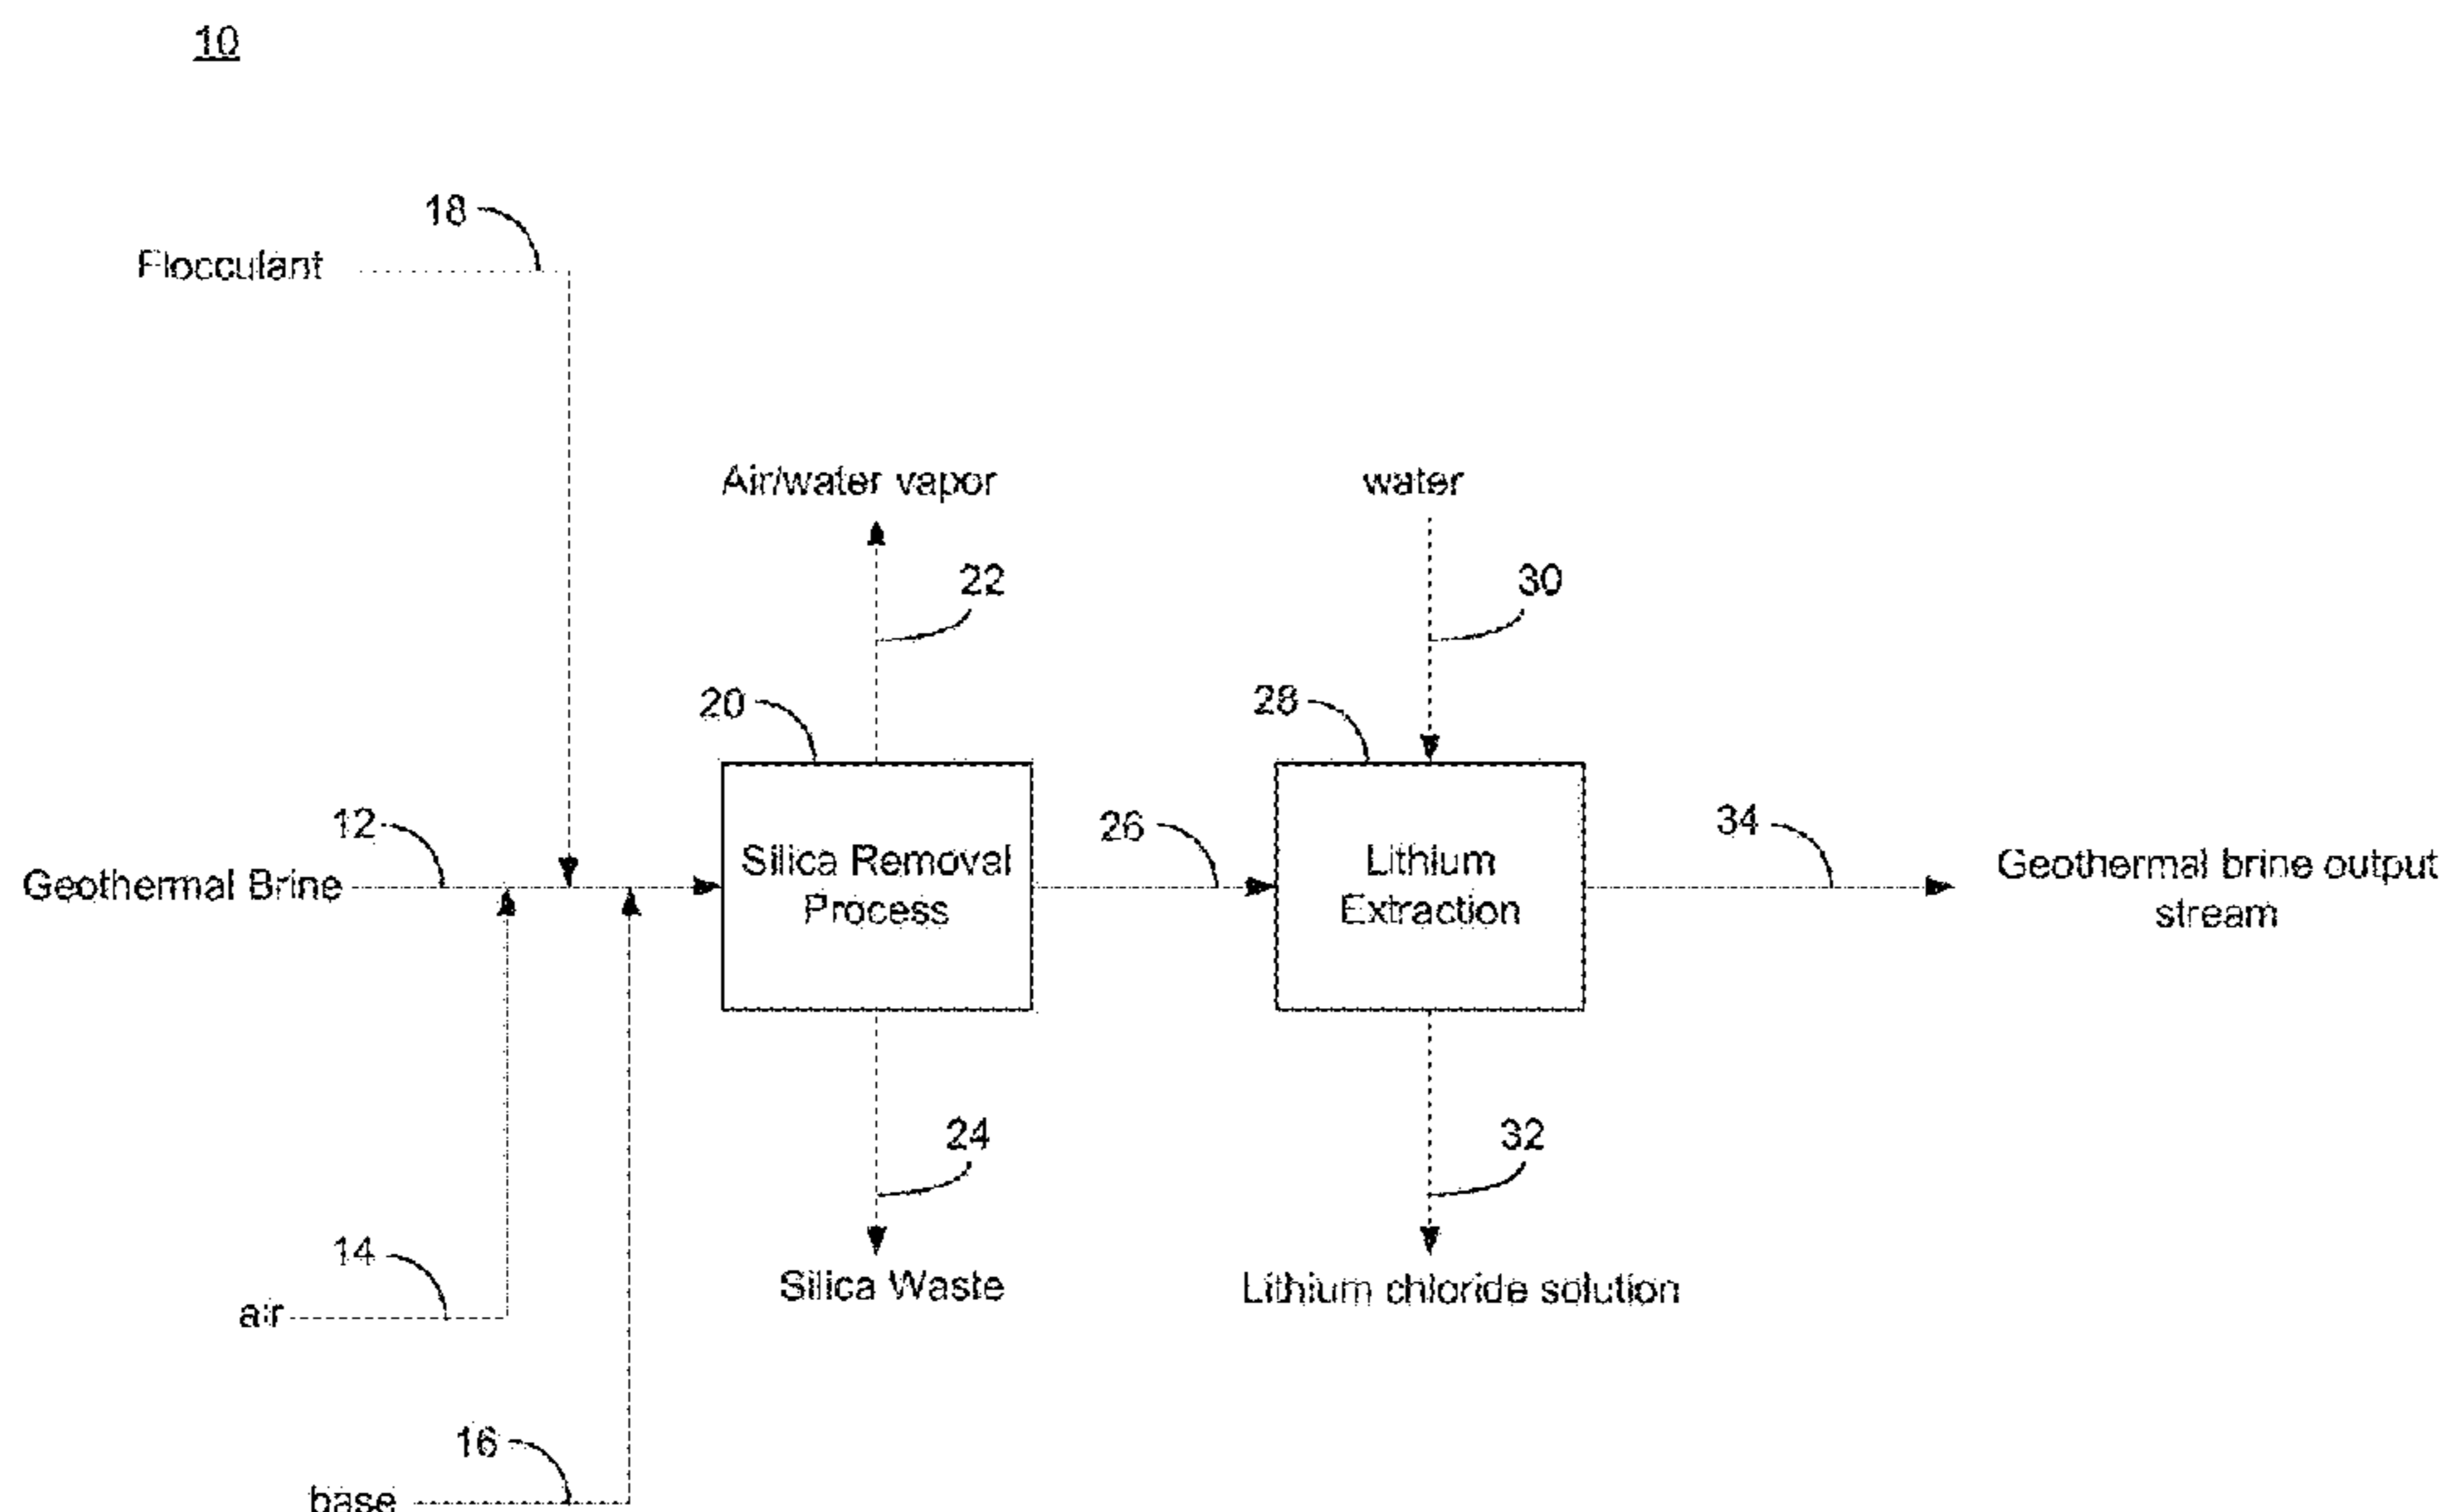 10
18
Flocculant
Air/water vapor
water
22
30
20
28
12
26
34
Geothermal Brine
Silica Removal
Process
Lithium
Extraction
Geothermal brine output
stream
24
32
14
Silica Waste
Lithium chloride solution
air
16
base